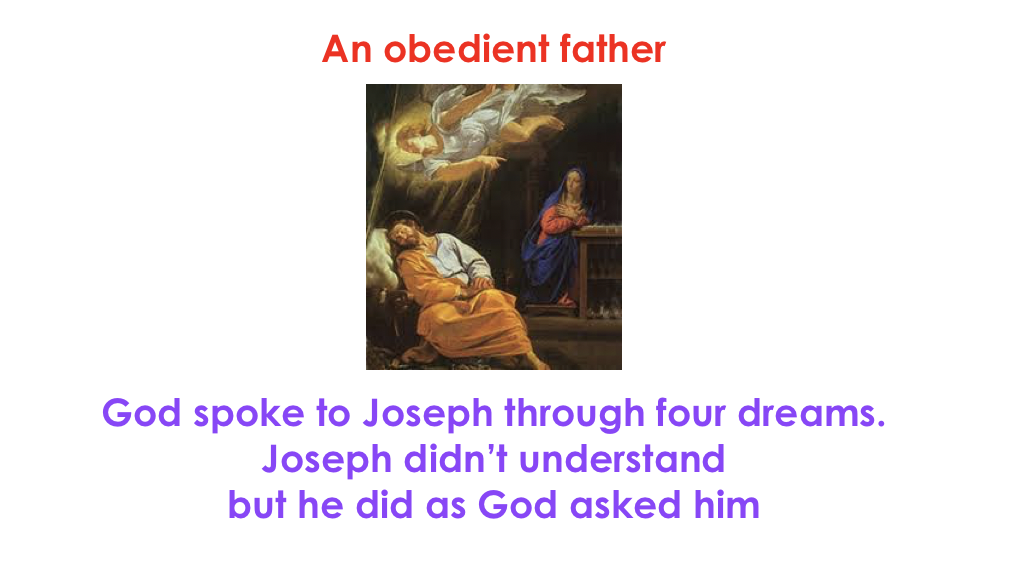 An obedient father
God spoke to Joseph through four dreams.
Joseph didn’t understand
but he did as God asked him